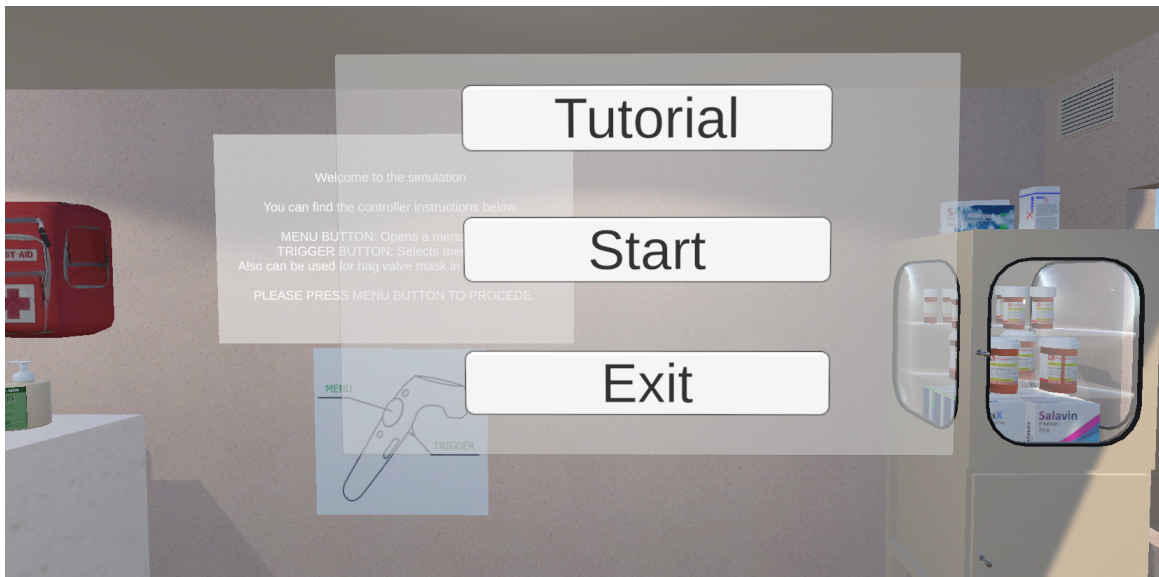 Tutorial
Welcome to the simulation
You can find the controller instructions below.
Start
MENU BUTTON: Opens a menu
TRIGGER BUTTON: Selects
Also can be used for bag valve mask in
PLEASE PRESS MENU BUTTON TO PROCEDE
Exit
MENU
TRIGGER
Salavin